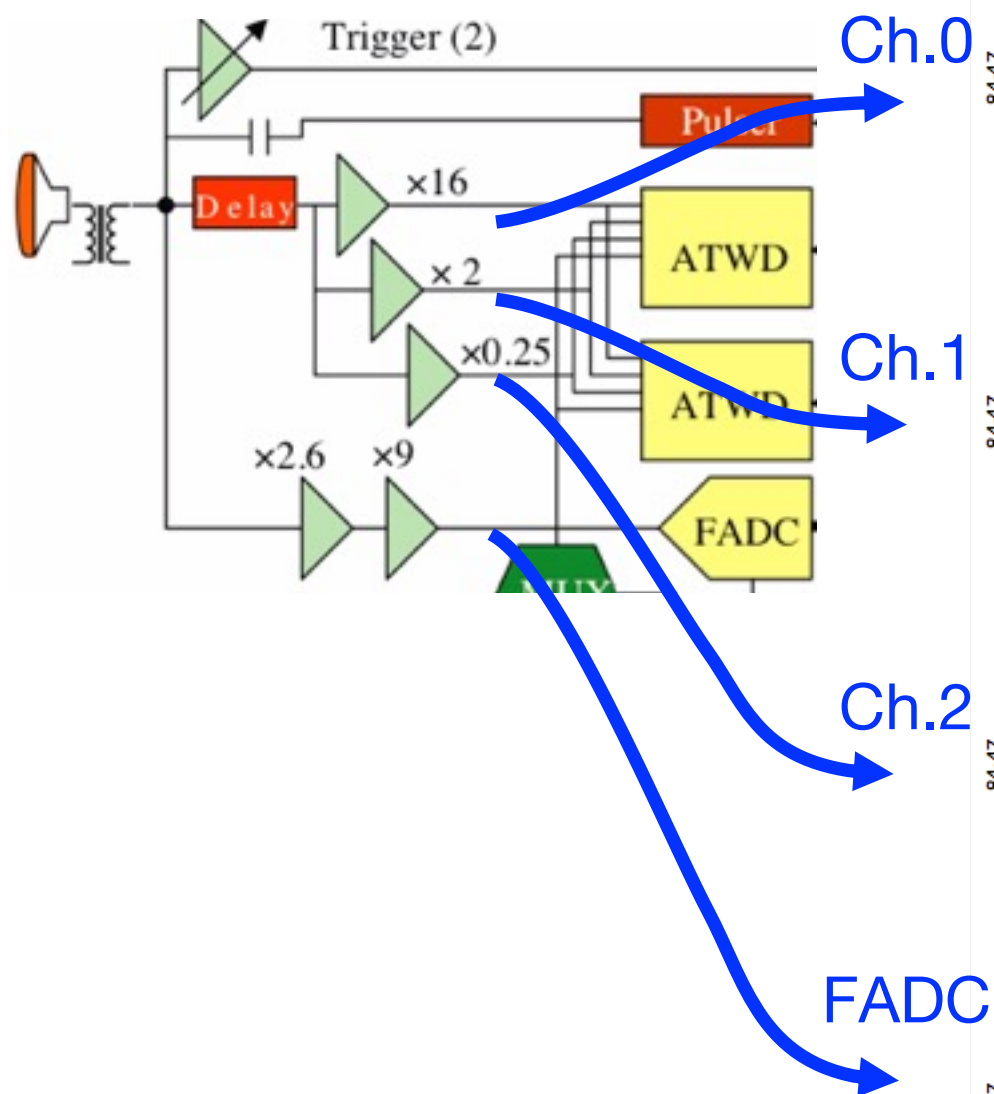 Trigger (2)
Ch.0
Pulser
×16
Delay
ATWD
× 2
×0.25
Ch.1
ATWD
×2.6
×9
FADC
MUX
Ch.2
FADC